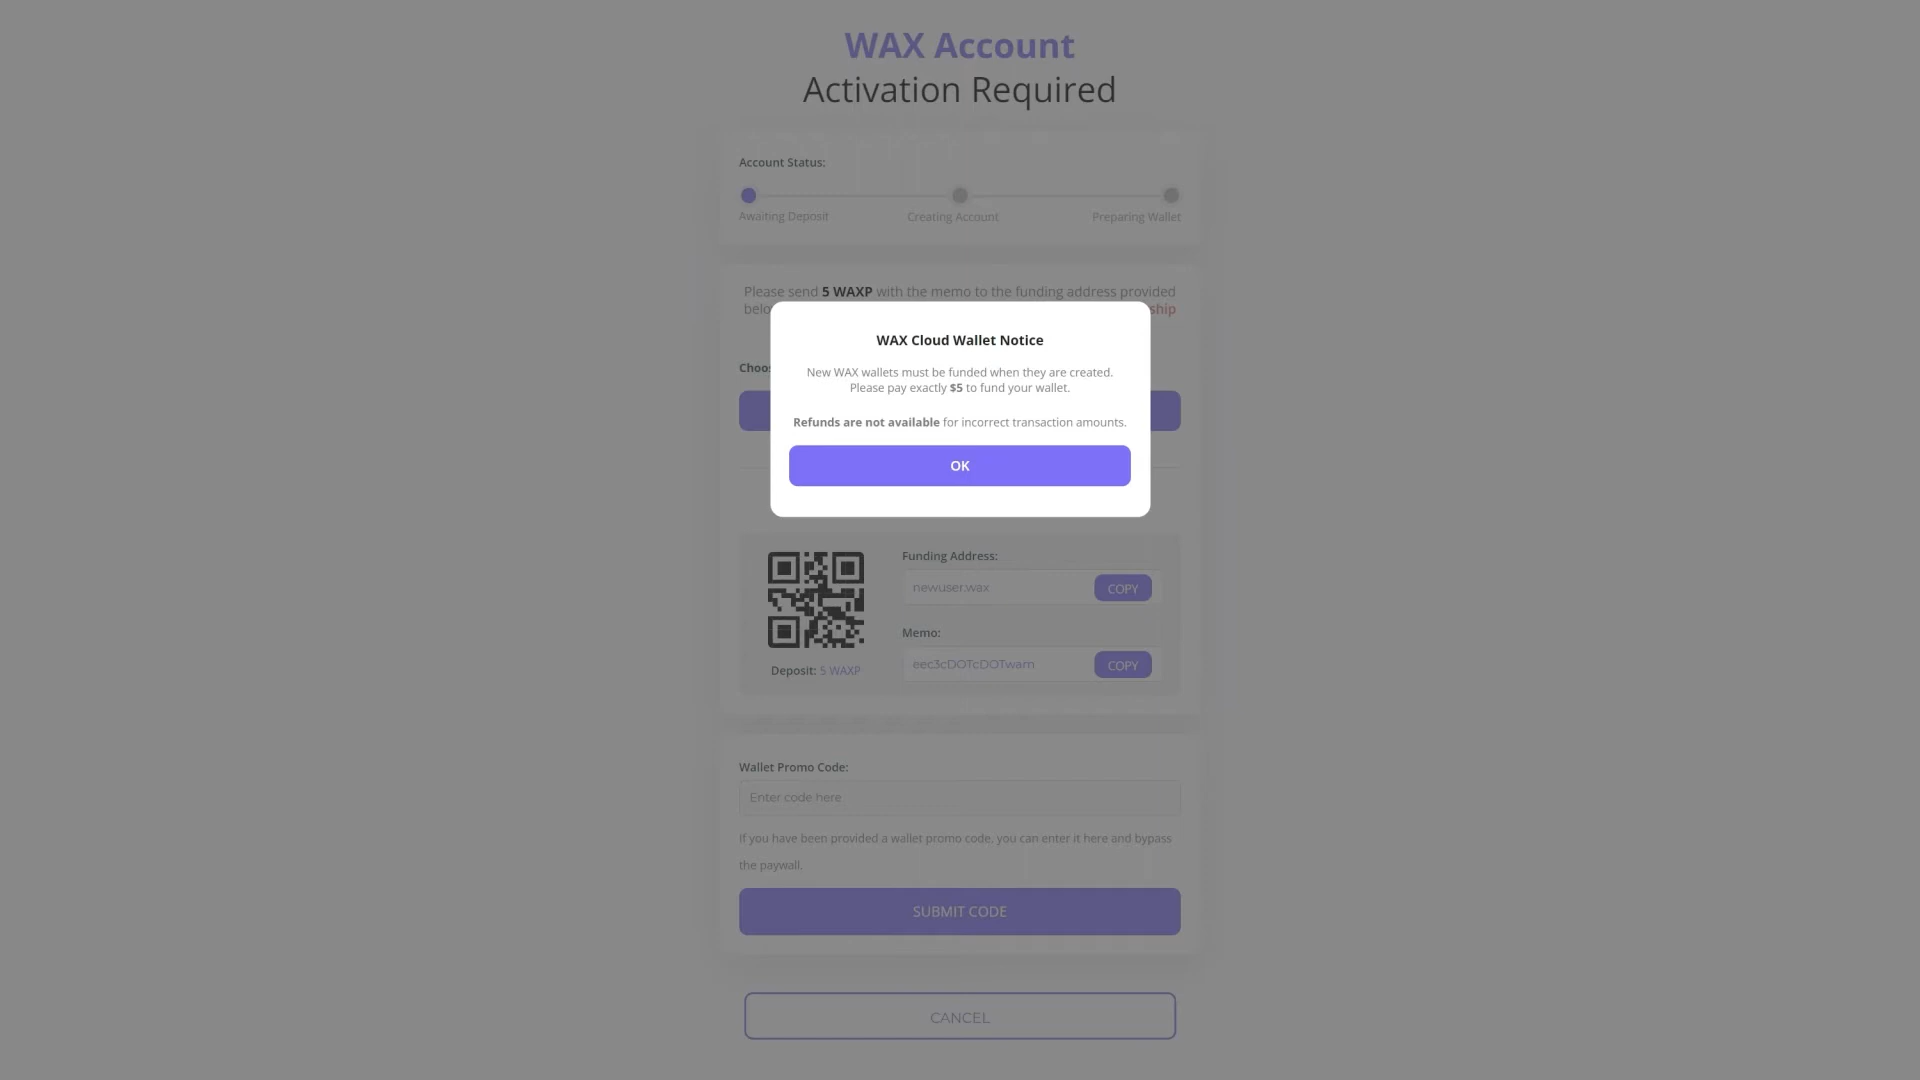 WAX Account
Activation Required
Account Status:
Awaiting Deposit
Creating Account
Preparing Wallet
Please send 5 WAXP with the memo to the funding address provided
ship
WAX Cloud Wallet Notice
New WAX wallets must be funded when they are created.
Please pay exactly $5 to fund your wallet.
Refunds are not available for incorrect transaction amounts.
OK
Funding Address:
newuser.wax
COPY
Memo:
eec3cDOTcDOTwam
COPY
Deposit: 5 WAXP
Wallet Promo Code:
Enter code here
If you have been provided a wallet promo code, you can enter it here and bypass
the paywall.
SUBMIT CODE
CANCEL